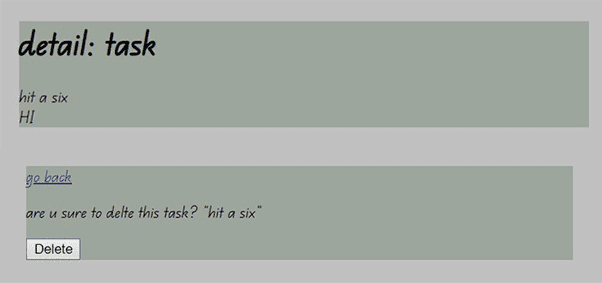 detail: task
hit a six
HI
go back
are u sure to delte this task? "hit a six"
Delete